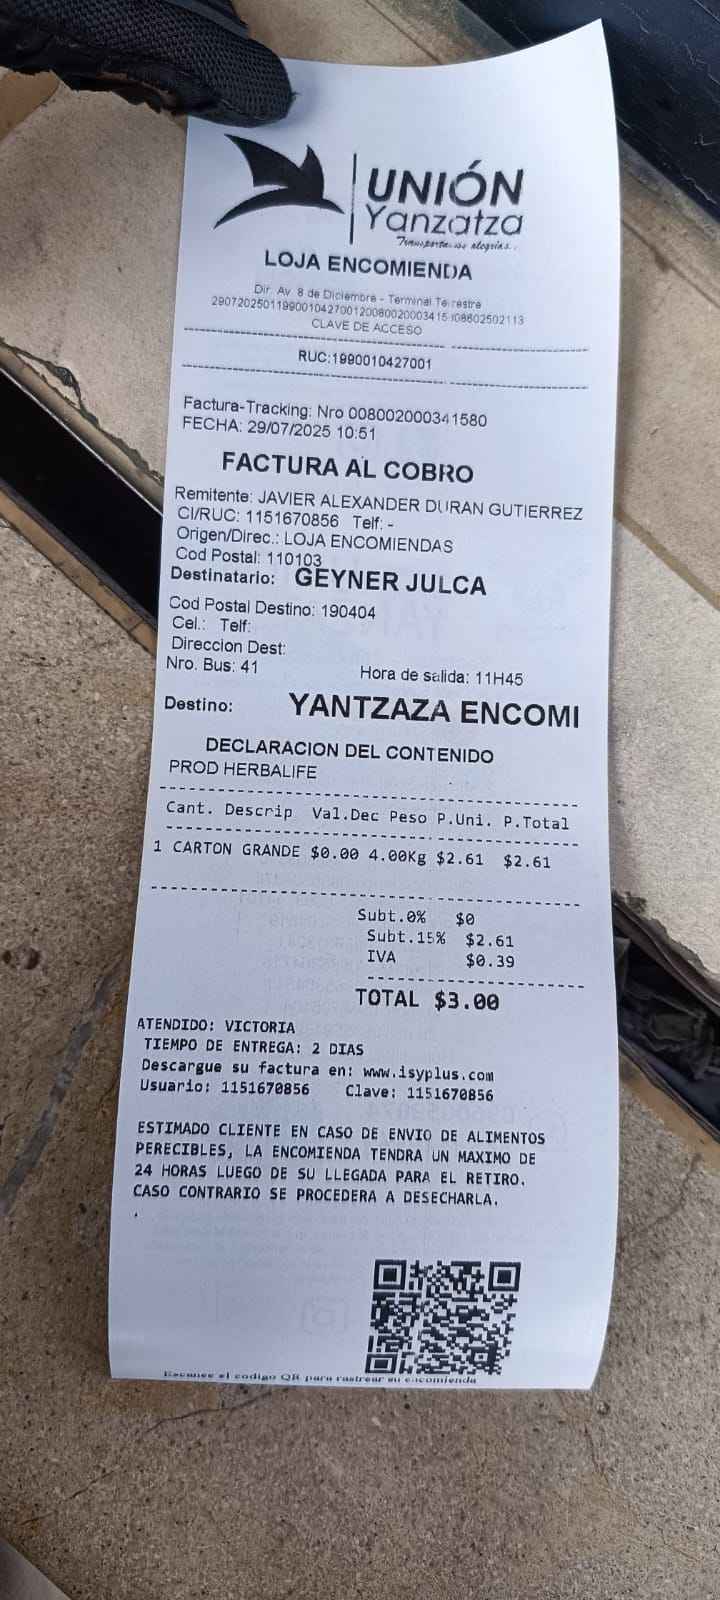 UNIÓN
Yanzatza
Transportamos alegrías...
LOJA ENCOMIENDA
Dir. Av. 8 de Diciembre - Terminal Terrestre
CLAVE DE ACCESO
RUC:1990010427001
Factura-Tracking: Nro 008002000341580
FECHA: 29/07/2025 10:51
FACTURA AL COBRO
Remitente: JAVIER ALEXANDER DURAN GUTIERREZ
CI/RUC: 1151670856 Telf: -
Origen/Direc.: LOJA ENCOMIENDAS
Cod Postal: 110103
Destinatario: GEYNER JULCA
Cod Postal Destino: 190404
Cel.: Telf:
Direccion Dest:
Nro. Bus: 41 Hora de salida: 11H45
Destino: YANTZAZA ENCOMI
DECLARACION DEL CONTENIDO
PROD HERBALIFE
Cant. Descrip Val.Dec Peso P.Uni. P.Total
1 CARTON GRANDE $0.00 4.00Kg $2.61 $2.61
Subt.0% $0
Subt.15% $2.61
IVA $0.39
TOTAL $3.00
ATENDIDO: VICTORIA
TIEMPO DE ENTREGA: 2 DIAS
Descargue su factura en: www.isyplus.com
Usuario: 1151670856 Clave: 1151670856
ESTIMADO CLIENTE EN CASO DE ENVIO DE ALIMENTOS
PERECIBLES, LA ENCOMIENDA TENDRA UN MAXIMO DE
24 HORAS LUEGO DE SU LLEGADA PARA EL RETIRO.
CASO CONTRARIO SE PROCEDERA A DESECHARLA.
.
Escanee el codigo QR para rastrear su encomienda